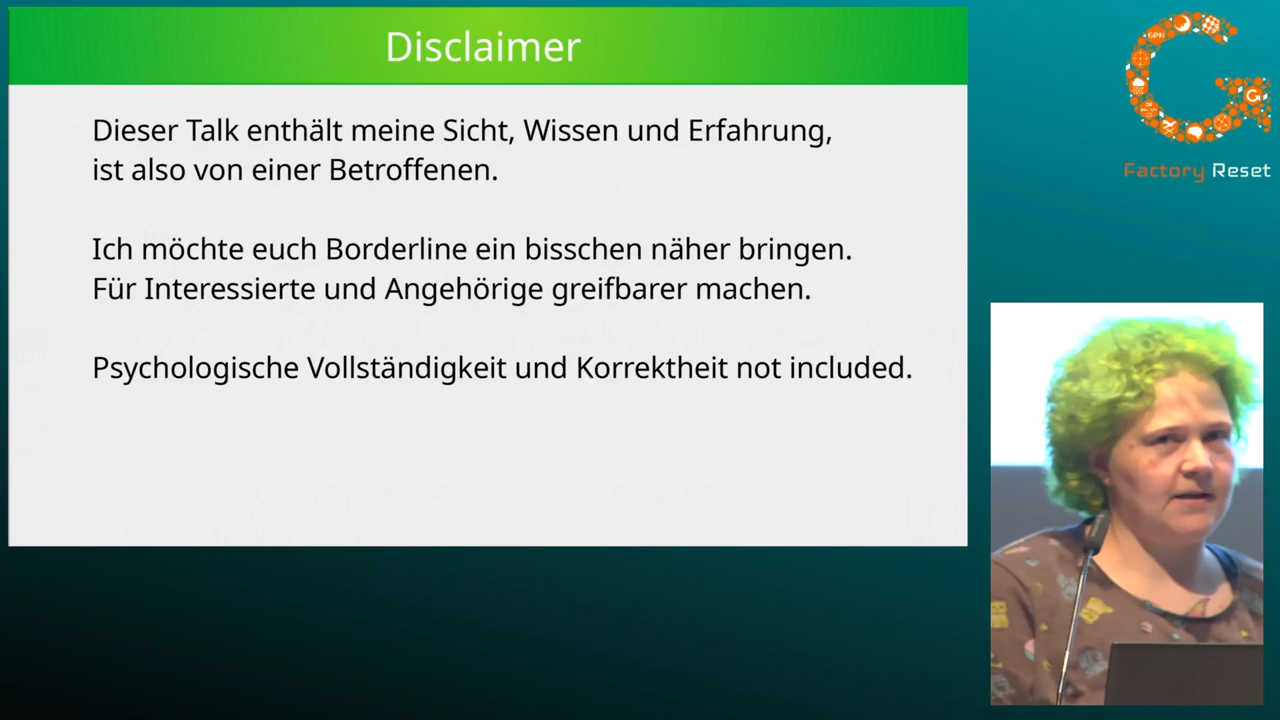 Disclaimer
Dieser Talk enthält meine Sicht, Wissen und Erfahrung,
ist also von einer Betroffenen.
Ich möchte euch Borderline ein bisschen näher bringen.
Für Interessierte und Angehörige greifbarer machen.
Psychologische Vollständigkeit und Korrektheit not included.
GPN
Factory Reset